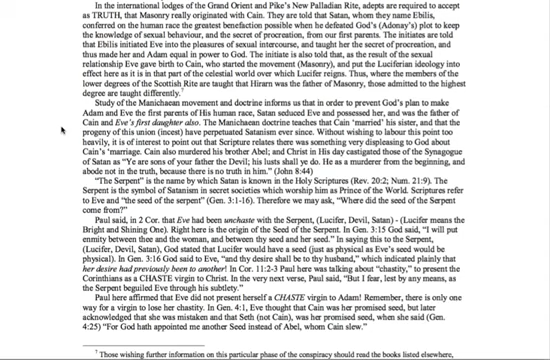 In the international lodges of the Grand Orient and Pike's New Palladian Rite, adepts are required to accept
as TRUTH, that Masonry really originated with Cain. They are told that Satan, whom they name Ebilis,
conferred on the human race the greatest benefaction possible when he defeated God's (Adonay's) plot to keep
the knowledge of sexual behaviour, and the secret of procreation, from our first parents. The initiates are told
that Ebilis initiated Eve into the pleasures of sexual intercourse, and taught her the secret of procreation, and
thus made her and Adam equal in power to God. The initiate is also told that, as the result of the sexual
relationship Eve gave birth to Cain, who started the movement (Masonry), and put the Luciferian ideology into
effect here as it is in that part of the celestial world over which Lucifer reigns. Thus, where the members of the
lower degrees of the Scottish Rite are taught that Hiram was the father of Masonry, those admitted to the highest
degree are taught differently.7
Study of the Manichaean movement and doctrine informs us that in order to prevent God's plan to make
Adam and Eve the first parents of His human race, Satan seduced Eve and possessed her, and was the father of
Cain and Eve's first daughter also. The Manichaean doctrine teaches that Cain 'married' his sister, and that the
progeny of this union (incest) have perpetuated Satanism ever since. Without wishing to labour this point too
heavily, it is of interest to point out that Scripture relates there was something very displeasing to God about
Cain's 'marriage. Cain also murdered his brother Abel; and Christ in His day castigated those of the Synagogue
of Satan as "Ye are sons of your father the Devil; his lusts shall ye do. He as a murderer from the beginning, and
abode not in the truth, because there is no truth in him." (John 8:44)
"The Serpent" is the name by which Satan is known in the Holy Scriptures (Rev. 20:2; Num. 21:9). The
Serpent is the symbol of Satanism in secret societies which worship him as Prince of the World. Scriptures refer
to Eve and "the seed of the serpent" (Gen. 3:1-16). Therefore we may ask, "Where did the seed of the Serpent
come from?"
Paul said, in 2 Cor. that Eve had been unchaste with the Serpent, (Lucifer, Devil, Satan) - (Lucifer means the
Bright and Shining One). Right here is the origin of the Seed of the Serpent. In Gen. 3:15 God said, "I will put
enmity between thee and the woman, and between thy seed and her seed." In saying this to the Serpent,
(Lucifer, Devil, Satan), God stated that Lucifer would have a seed (just as physical as Eve's seed would be
physical). In Gen. 3:16 God said to Eve, "and thy desire shall be to thy husband," which indicated plainly that
her desire had previously been to another! In Cor. 11:2-3 Paul here was talking about "chastity," to present the
Corinthians as a CHASTE virgin to Christ. In the very next verse, Paul said, "But I fear, lest by any means, as
the Serpent beguiled Eve through his subtlety."
Paul here affirmed that Eve did not present herself a CHASTE virgin to Adam! Remember, there is only one
way for a virgin to lose her chastity. In Gen. 4:1, Eve thought that Cain was her promised seed, but later
acknowledged that she was mistaken and that Seth (not Cain), was her promised seed, when she said (Gen.
4:25) "For God hath appointed me another Seed instead of Abel, whom Cain slew."
7 Those wishing further information on this particular phase of the conspiracy should read the books listed elsewhere,